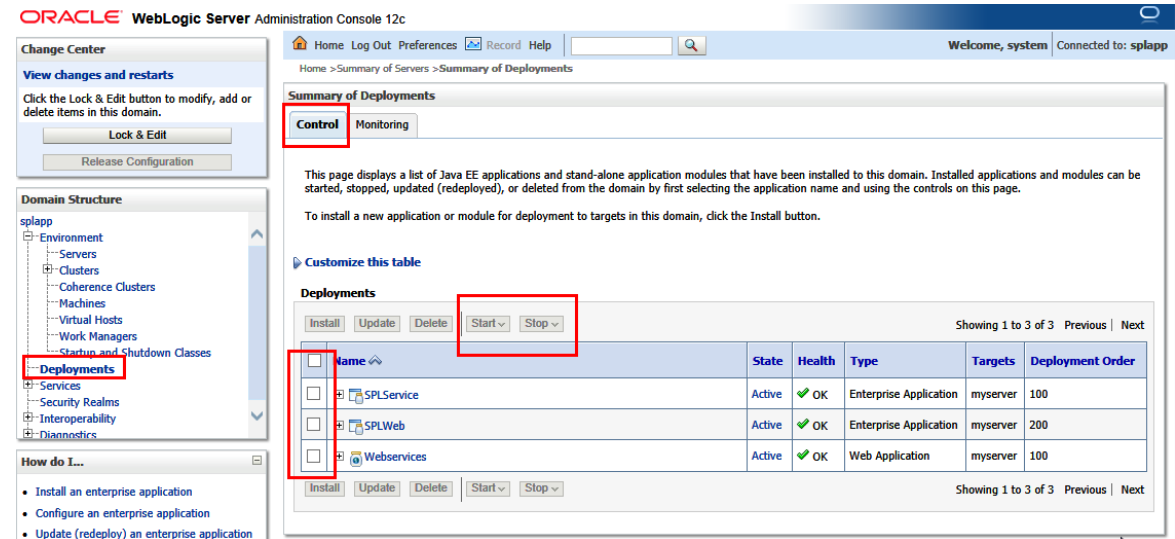 ORACLE WebLogic Server Administration Console 12c
Change Center
View changes and restarts
Click the Lock & Edit button to modify, add or
delete items in this domain.
Lock & Edit
Release Configuration
Domain Structure
splapp
Environment
Servers
Clusters
Coherence Clusters
Machines
Virtual Hosts
Work Managers
Startup and Shutdown Classes
Deployments
Services
Security Realms
Interoperability
Diagnostics
How do I...
Install an enterprise application
Configure an enterprise application
Update (redeploy) an enterprise application
Home Log Out Preferences Record Help
Welcome, system Connected to: splapp
Home >Summary of Servers >Summary of Deployments
Summary of Deployments
Control Monitoring
This page displays a list of Java EE applications and stand-alone application modules that have been installed to this domain. Installed applications and modules can be
started, stopped, updated (redeployed), or deleted from the domain by first selecting the application name and using the controls on this page.
To install a new application or module for deployment to targets in this domain, click the Install button.
Customize this table
Deployments
Install Update Delete Start Stop Showing 1 to 3 of 3 Previous | Next
Name State Health Type Targets Deployment Order
SPLService Active OK Enterprise Application myserver 100
SPLWeb Active OK Enterprise Application myserver 200
Webservices Active OK Web Application myserver 100
Install Update Delete Start Stop Showing 1 to 3 of 3 Previous | Next